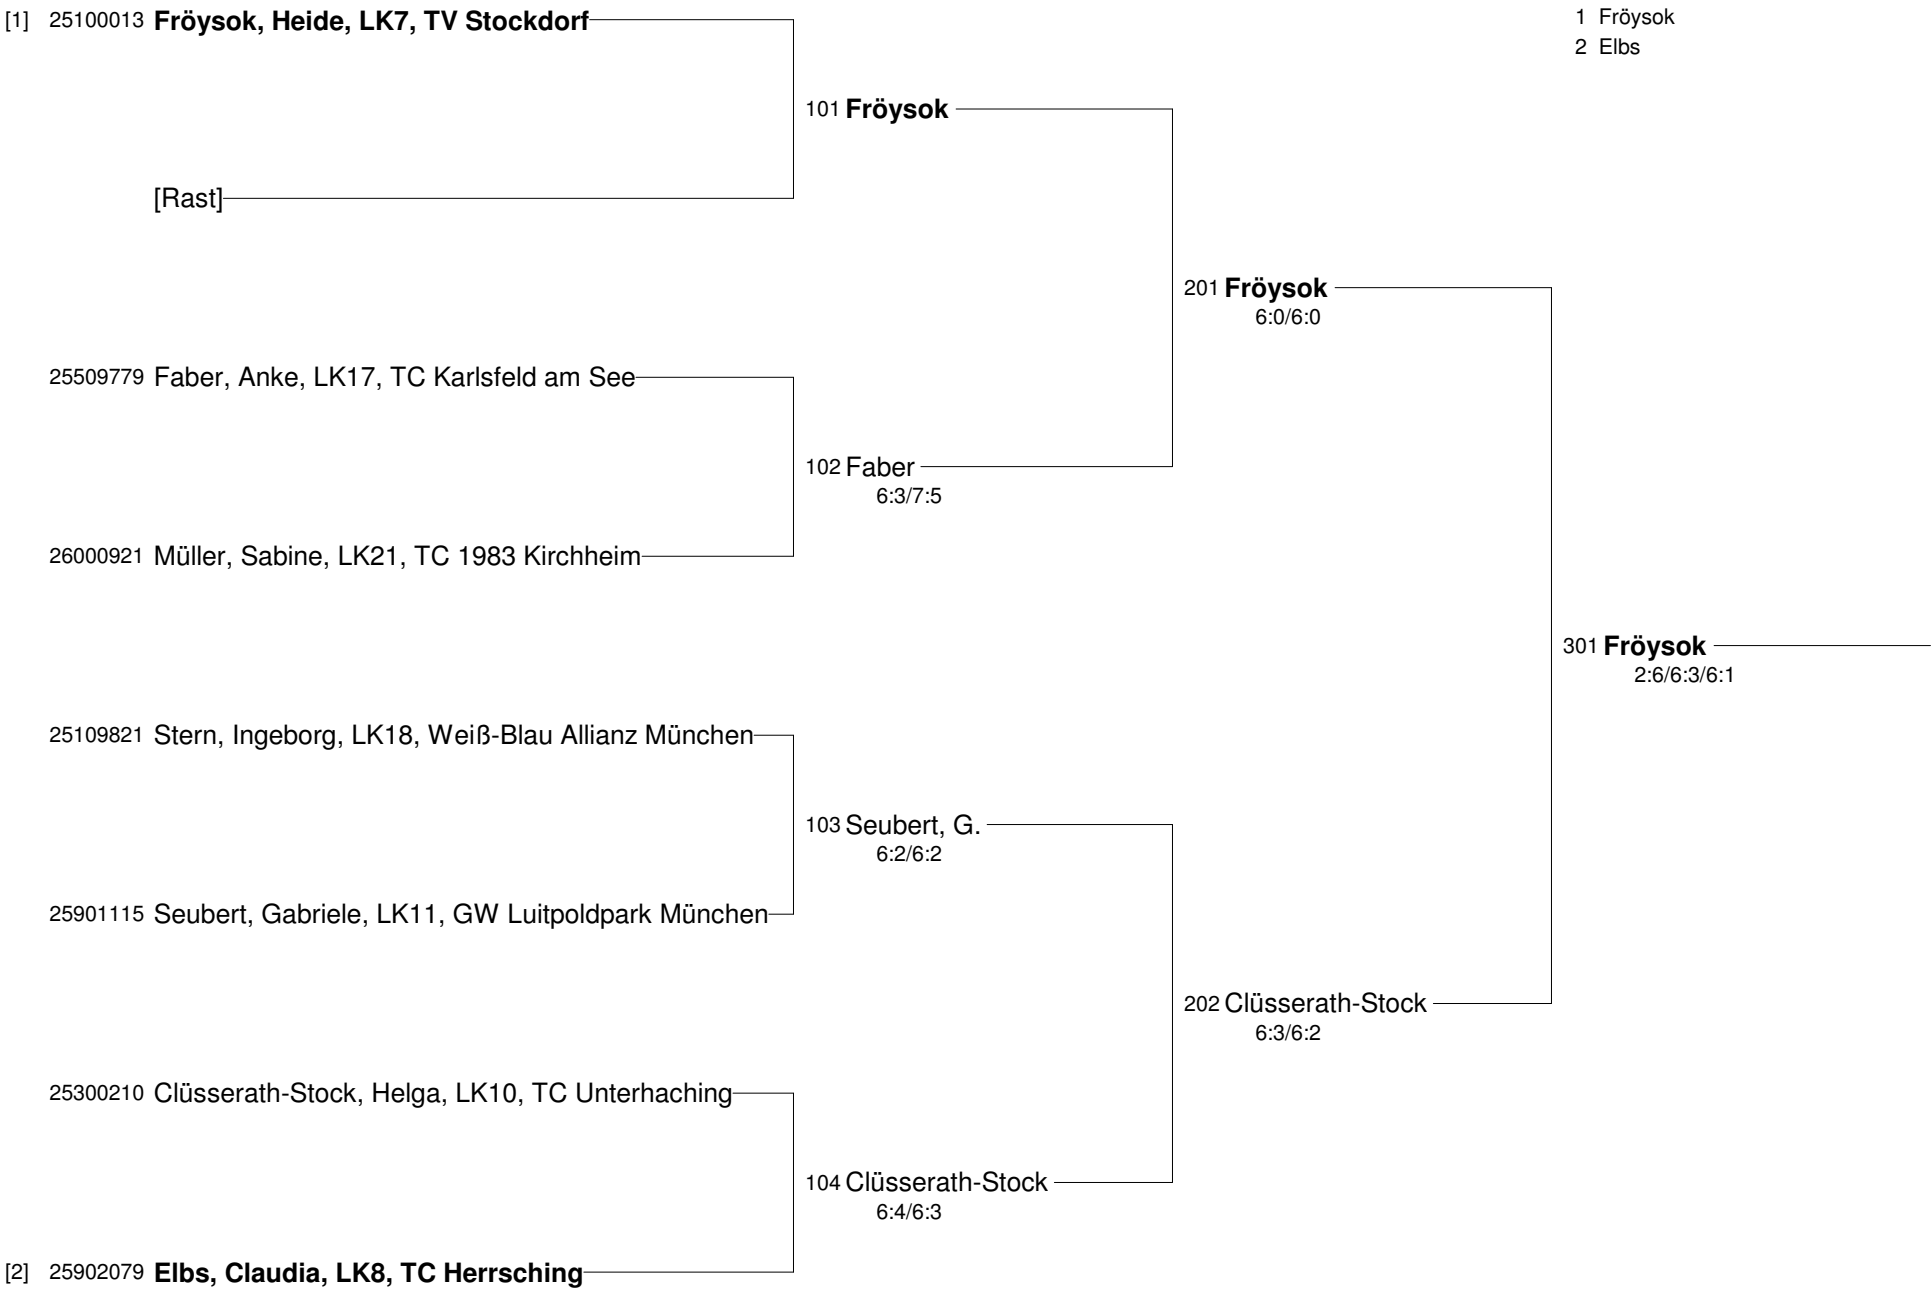 [1] 25100013 Fröysok, Heide, LK7, TV Stockdorf
1 Fröysok
2 Elbs
101 Fröysok
[Rast]
201 Fröysok
6:0/6:0
25509779 Faber, Anke, LK17, TC Karlsfeld am See
102 Faber
6:3/7:5
26000921 Müller, Sabine, LK21, TC 1983 Kirchheim
301 Fröysok
2:6/6:3/6:1
25109821 Stern, Ingeborg, LK18, Weiß-Blau Allianz München
103 Seubert, G.
6:2/6:2
25901115 Seubert, Gabriele, LK11, GW Luitpoldpark München
202 Clüsserath-Stock
6:3/6:2
25300210 Clüsserath-Stock, Helga, LK10, TC Unterhaching
104 Clüsserath-Stock
6:4/6:3
[2] 25902079 Elbs, Claudia, LK8, TC Herrsching